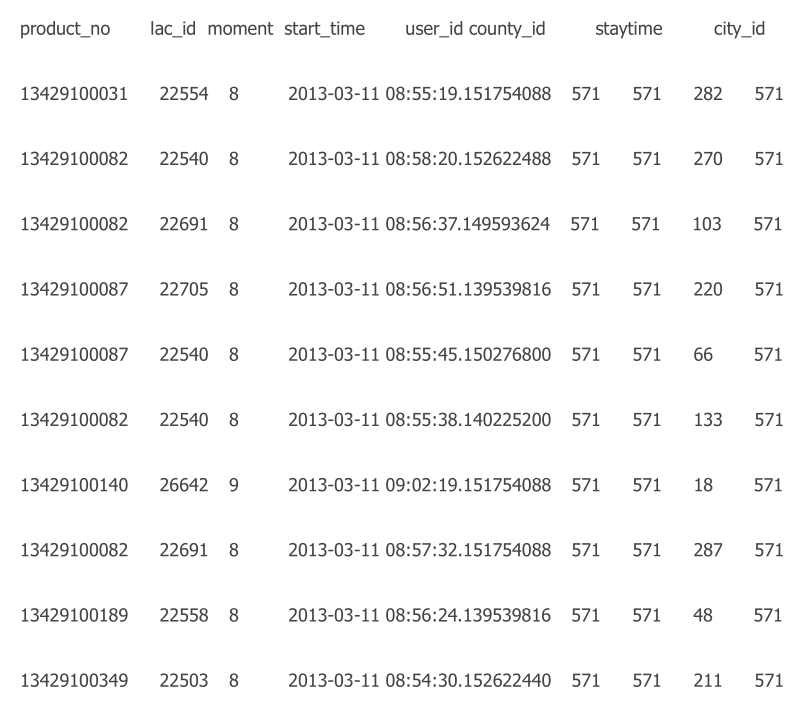 product_no lac_id moment start_time user_id county_id staytime city_id
13429100031 22554 8 2013-03-11 08:55:19.151754088 571 571 282 571
13429100082 22540 8 2013-03-11 08:58:20.152622488 571 571 270 571
13429100082 22691 8 2013-03-11 08:56:37.149593624 571 571 103 571
13429100087 22705 8 2013-03-11 08:56:51.139539816 571 571 220 571
13429100087 22540 8 2013-03-11 08:55:45.150276800 571 571 66 571
13429100082 22540 8 2013-03-11 08:55:38.140225200 571 571 133 571
13429100140 26642 9 2013-03-11 09:02:19.151754088 571 571 18 571
13429100082 22691 8 2013-03-11 08:57:32.151754088 571 571 287 571
13429100189 22558 8 2013-03-11 08:56:24.139539816 571 571 48 571
13429100349 22503 8 2013-03-11 08:54:30.152622440 571 571 211 571